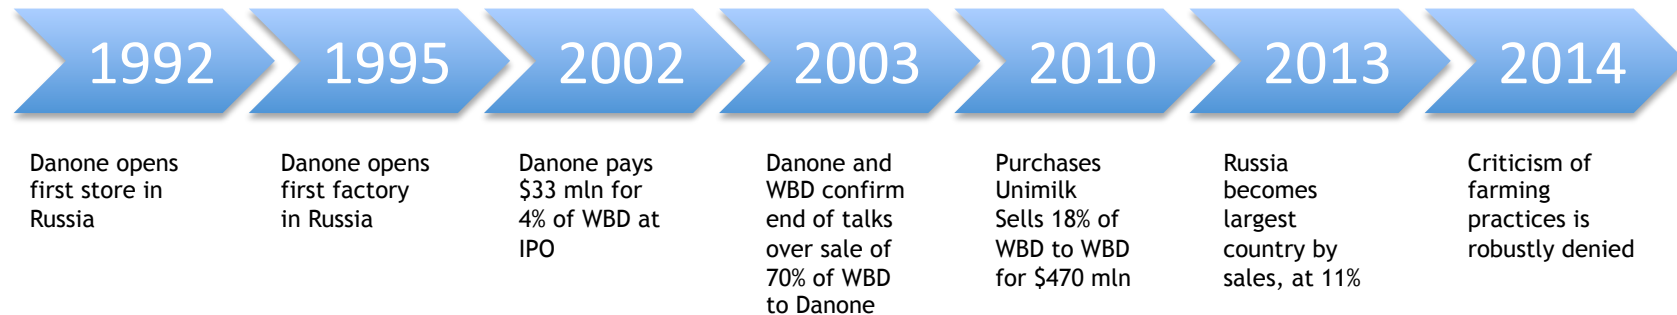 1992
1995
2002
2003
2010
2013
2014
Danone opens
first store in
Russia
Danone opens
first factory
in Russia
Danone pays
$33 mln for
4% of WBD at
IPO
Danone and
WBD confirm
end of talks
over sale of
70% of WBD
to Danone
Purchases
Unimilk
Sells 18% of
WBD to WBD
for $470 mln
Russia
becomes
largest
country by
sales, at 11%
Criticism of
farming
practices is
robustly denied